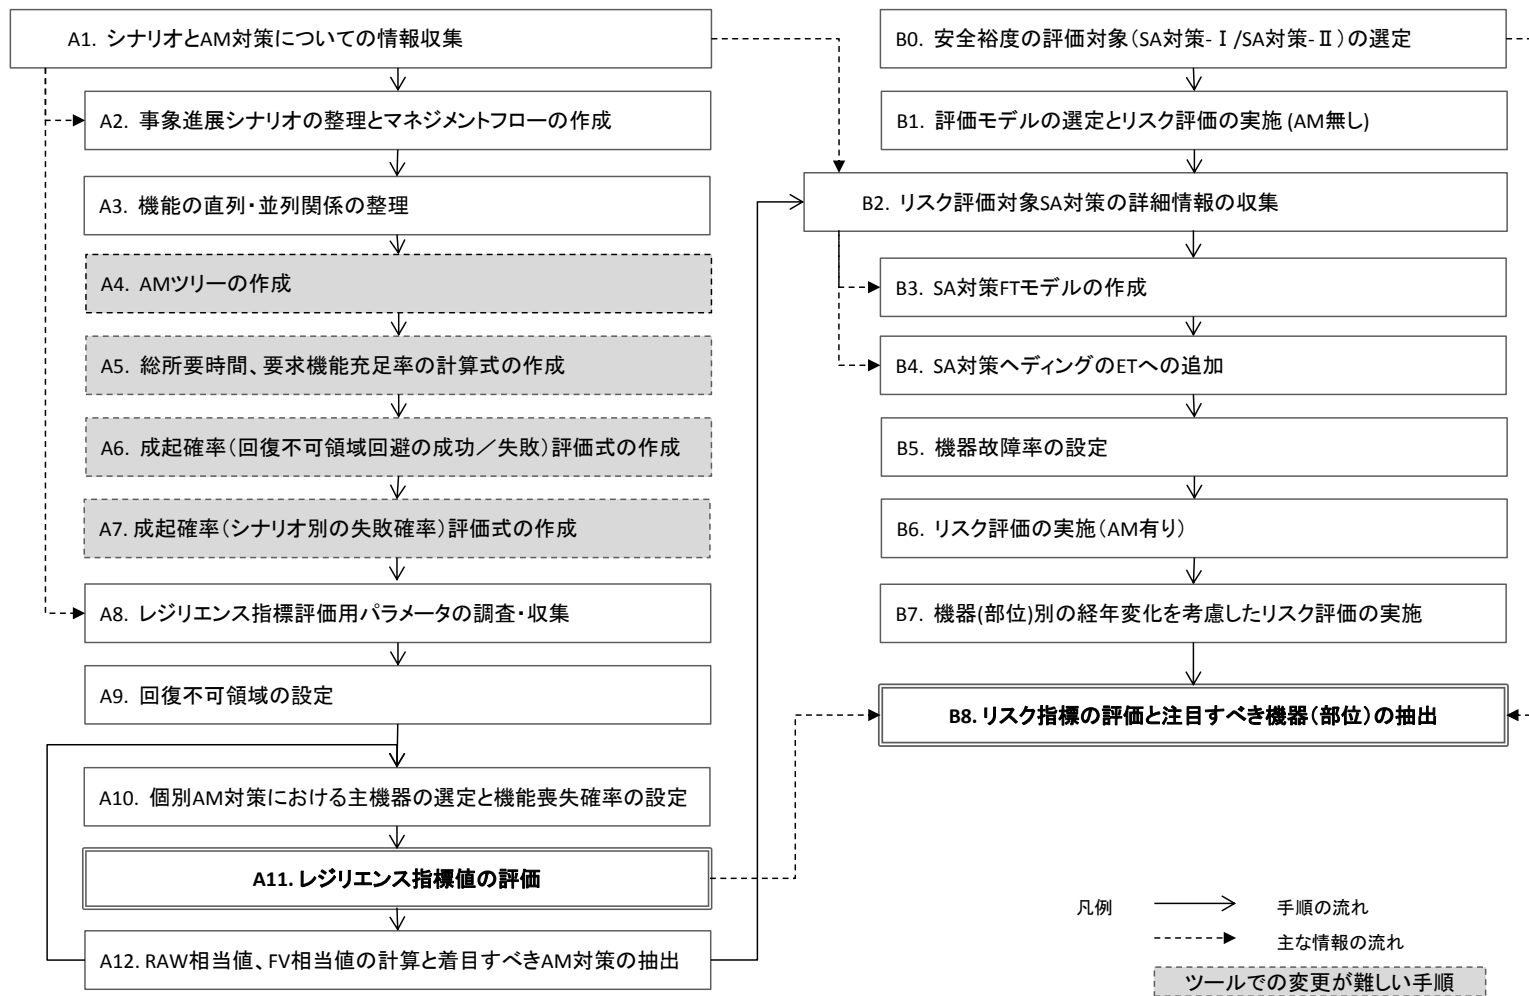 A1. シナリオとAM対策についての情報収集
A2. 事象進展シナリオの整理とマネジメントフローの作成
A3. 機能の直列・並列関係の整理
A4. AMツリーの作成
A5. 総所要時間、要求機能充足率の計算式の作成
A6. 成起確率(回復不可領域回避の成功/失敗)評価式の作成
A7. 成起確率(シナリオ別の失敗確率)評価式の作成
A8. レジリエンス指標評価用パラメータの調査・収集
A9. 回復不可領域の設定
A10. 個別AM対策における主機器の選定と機能喪失確率の設定
A11. レジリエンス指標値の評価
A12. RAW相当値、FV相当値の計算と着目すべきAM対策の抽出
B0. 安全裕度の評価対象(SA対策-Ⅰ/SA対策-Ⅱ)の選定
B1. 評価モデルの選定とリスク評価の実施 (AM無し)
B2. リスク評価対象SA対策の詳細情報の収集
B3. SA対策FTモデルの作成
B4. SA対策ヘディングのETへの追加
B5. 機器故障率の設定
B6. リスク評価の実施(AM有り)
B7. 機器(部位)別の経年変化を考慮したリスク評価の実施
B8. リスク指標の評価と注目すべき機器(部位)の抽出
凡例
手順の流れ
主な情報の流れ
ツールでの変更が難しい手順